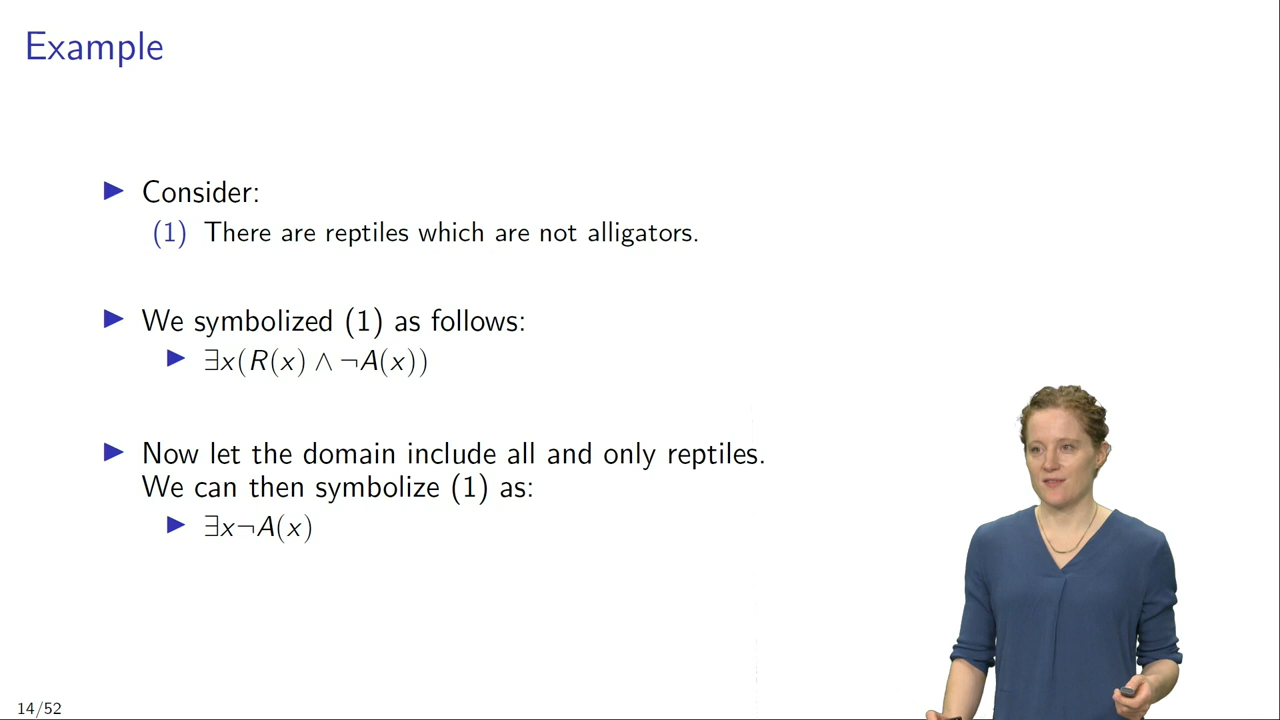 Example
▶ Consider:
(1) There are reptiles which are not alligators.
▶ We symbolized (1) as follows:
▶ ∃x(R(x) ∧ ¬A(x))
▶ Now let the domain include all and only reptiles.
We can then symbolize (1) as:
▶ ∃x¬A(x)
14/52